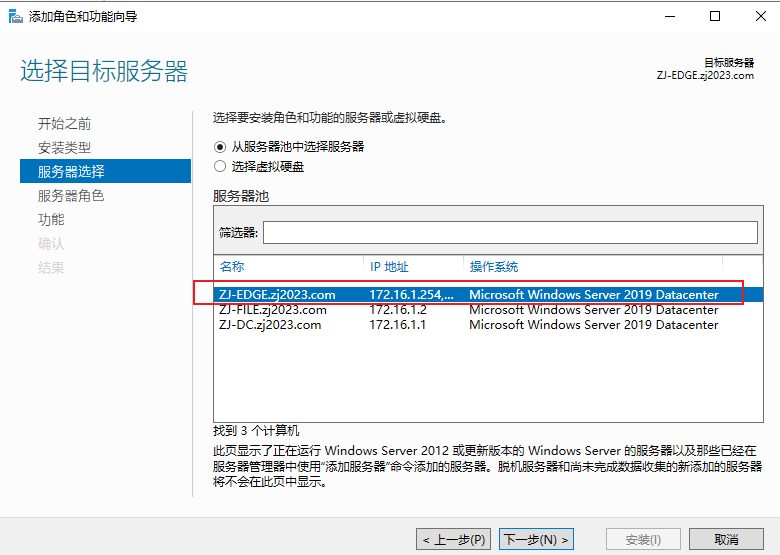 添加角色和功能向导
选择目标服务器
目标服务器
ZJ-EDGE.zj2023.com
开始之前
安装类型
服务器选择
服务器角色
功能
确认
结果
选择要安装角色和功能的服务器或虚拟硬盘。
从服务器池中选择服务器
选择虚拟硬盘
服务器池
筛选器:
名称 IP 地址 操作系统
ZJ-EDGE.zj2023.com 172.16.1.254,... Microsoft Windows Server 2019 Datacenter
ZJ-FILE.zj2023.com 172.16.1.2 Microsoft Windows Server 2019 Datacenter
ZJ-DC.zj2023.com 172.16.1.1 Microsoft Windows Server 2019 Datacenter
找到 3 个计算机
此页显示了正在运行 Windows Server 2012 或更新版本的 Windows Server 的服务器以及那些已经在
服务器管理器中使用"添加服务器"命令添加的服务器。脱机服务器和尚未完成数据收集的新添加的服务器
将不会在此页中显示。
< 上一步(P) 下一步(N) > 安装(I) 取消